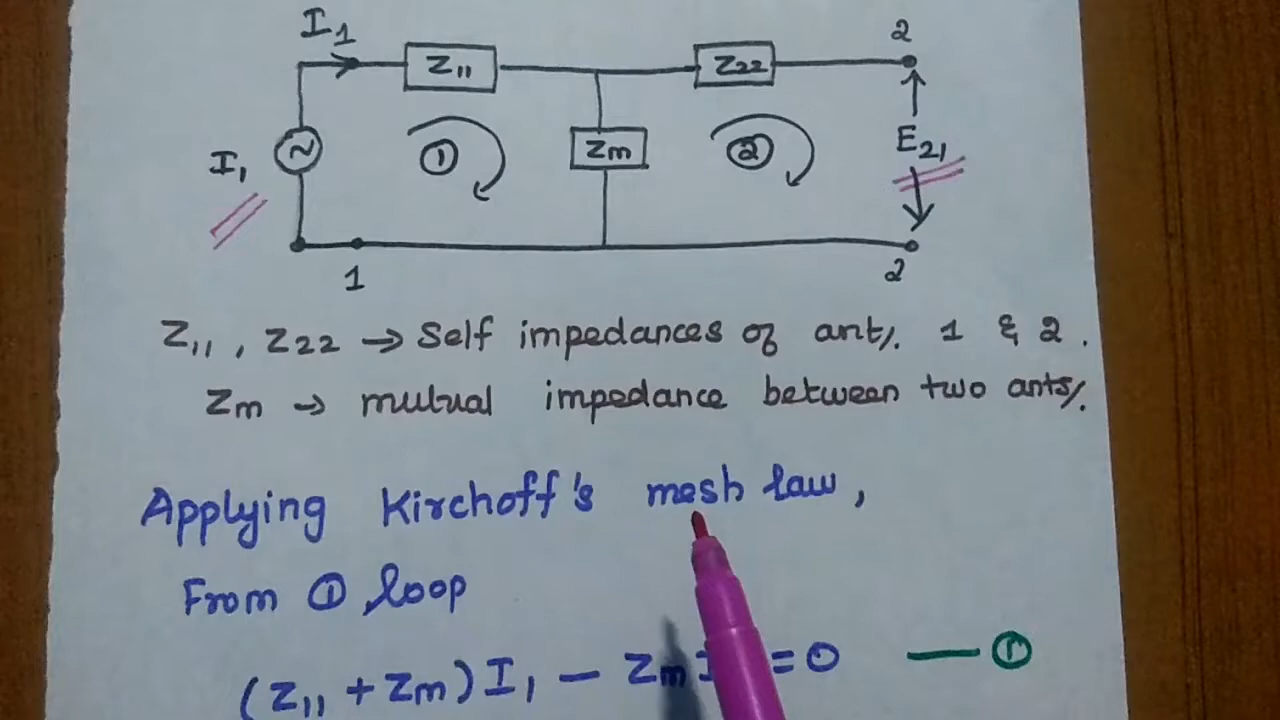 I1
Z11
Z22
2
I1
~
①
Zm
②
E21
1
2
Z11, Z22 → Self impedances of ant/. 1 & 2.
Zm → mutual impedance between two ants/.
Applying Kirchoff's mesh law,
From ① loop
(Z11 + Zm) I1 - Zm = 0 — ①